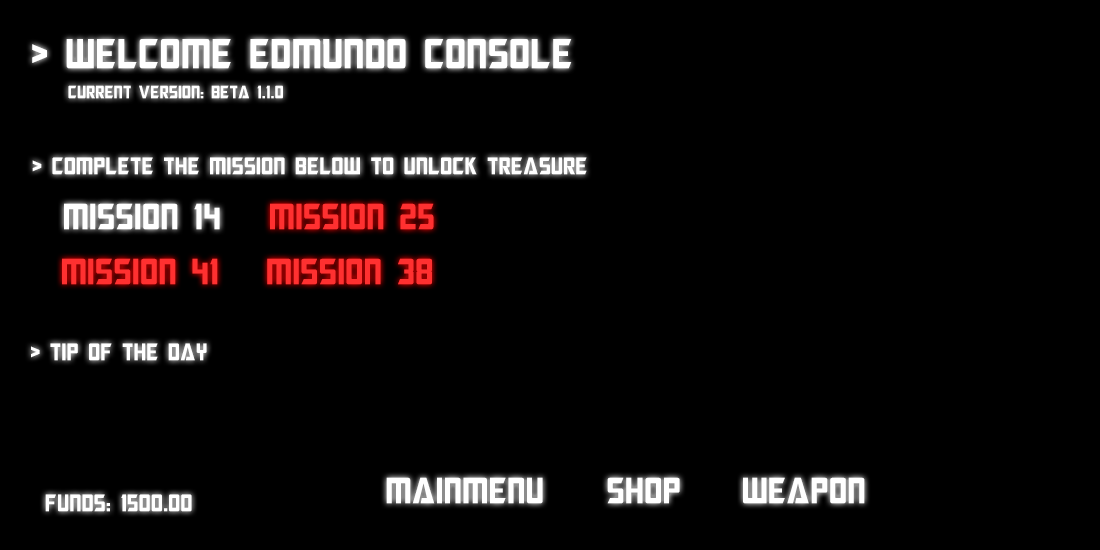 > WELCOME EDMUNDO CONSOLE
CURRENT VERSION: BETA 1.1.0
> COMPLETE THE MISSION BELOW TO UNLOCK TREASURE
MISSION 14 MISSION 25
MISSION 41 MISSION 38
> TIP OF THE DAY
FUNDS: 1500.00 MAINMENU SHOP WEAPON